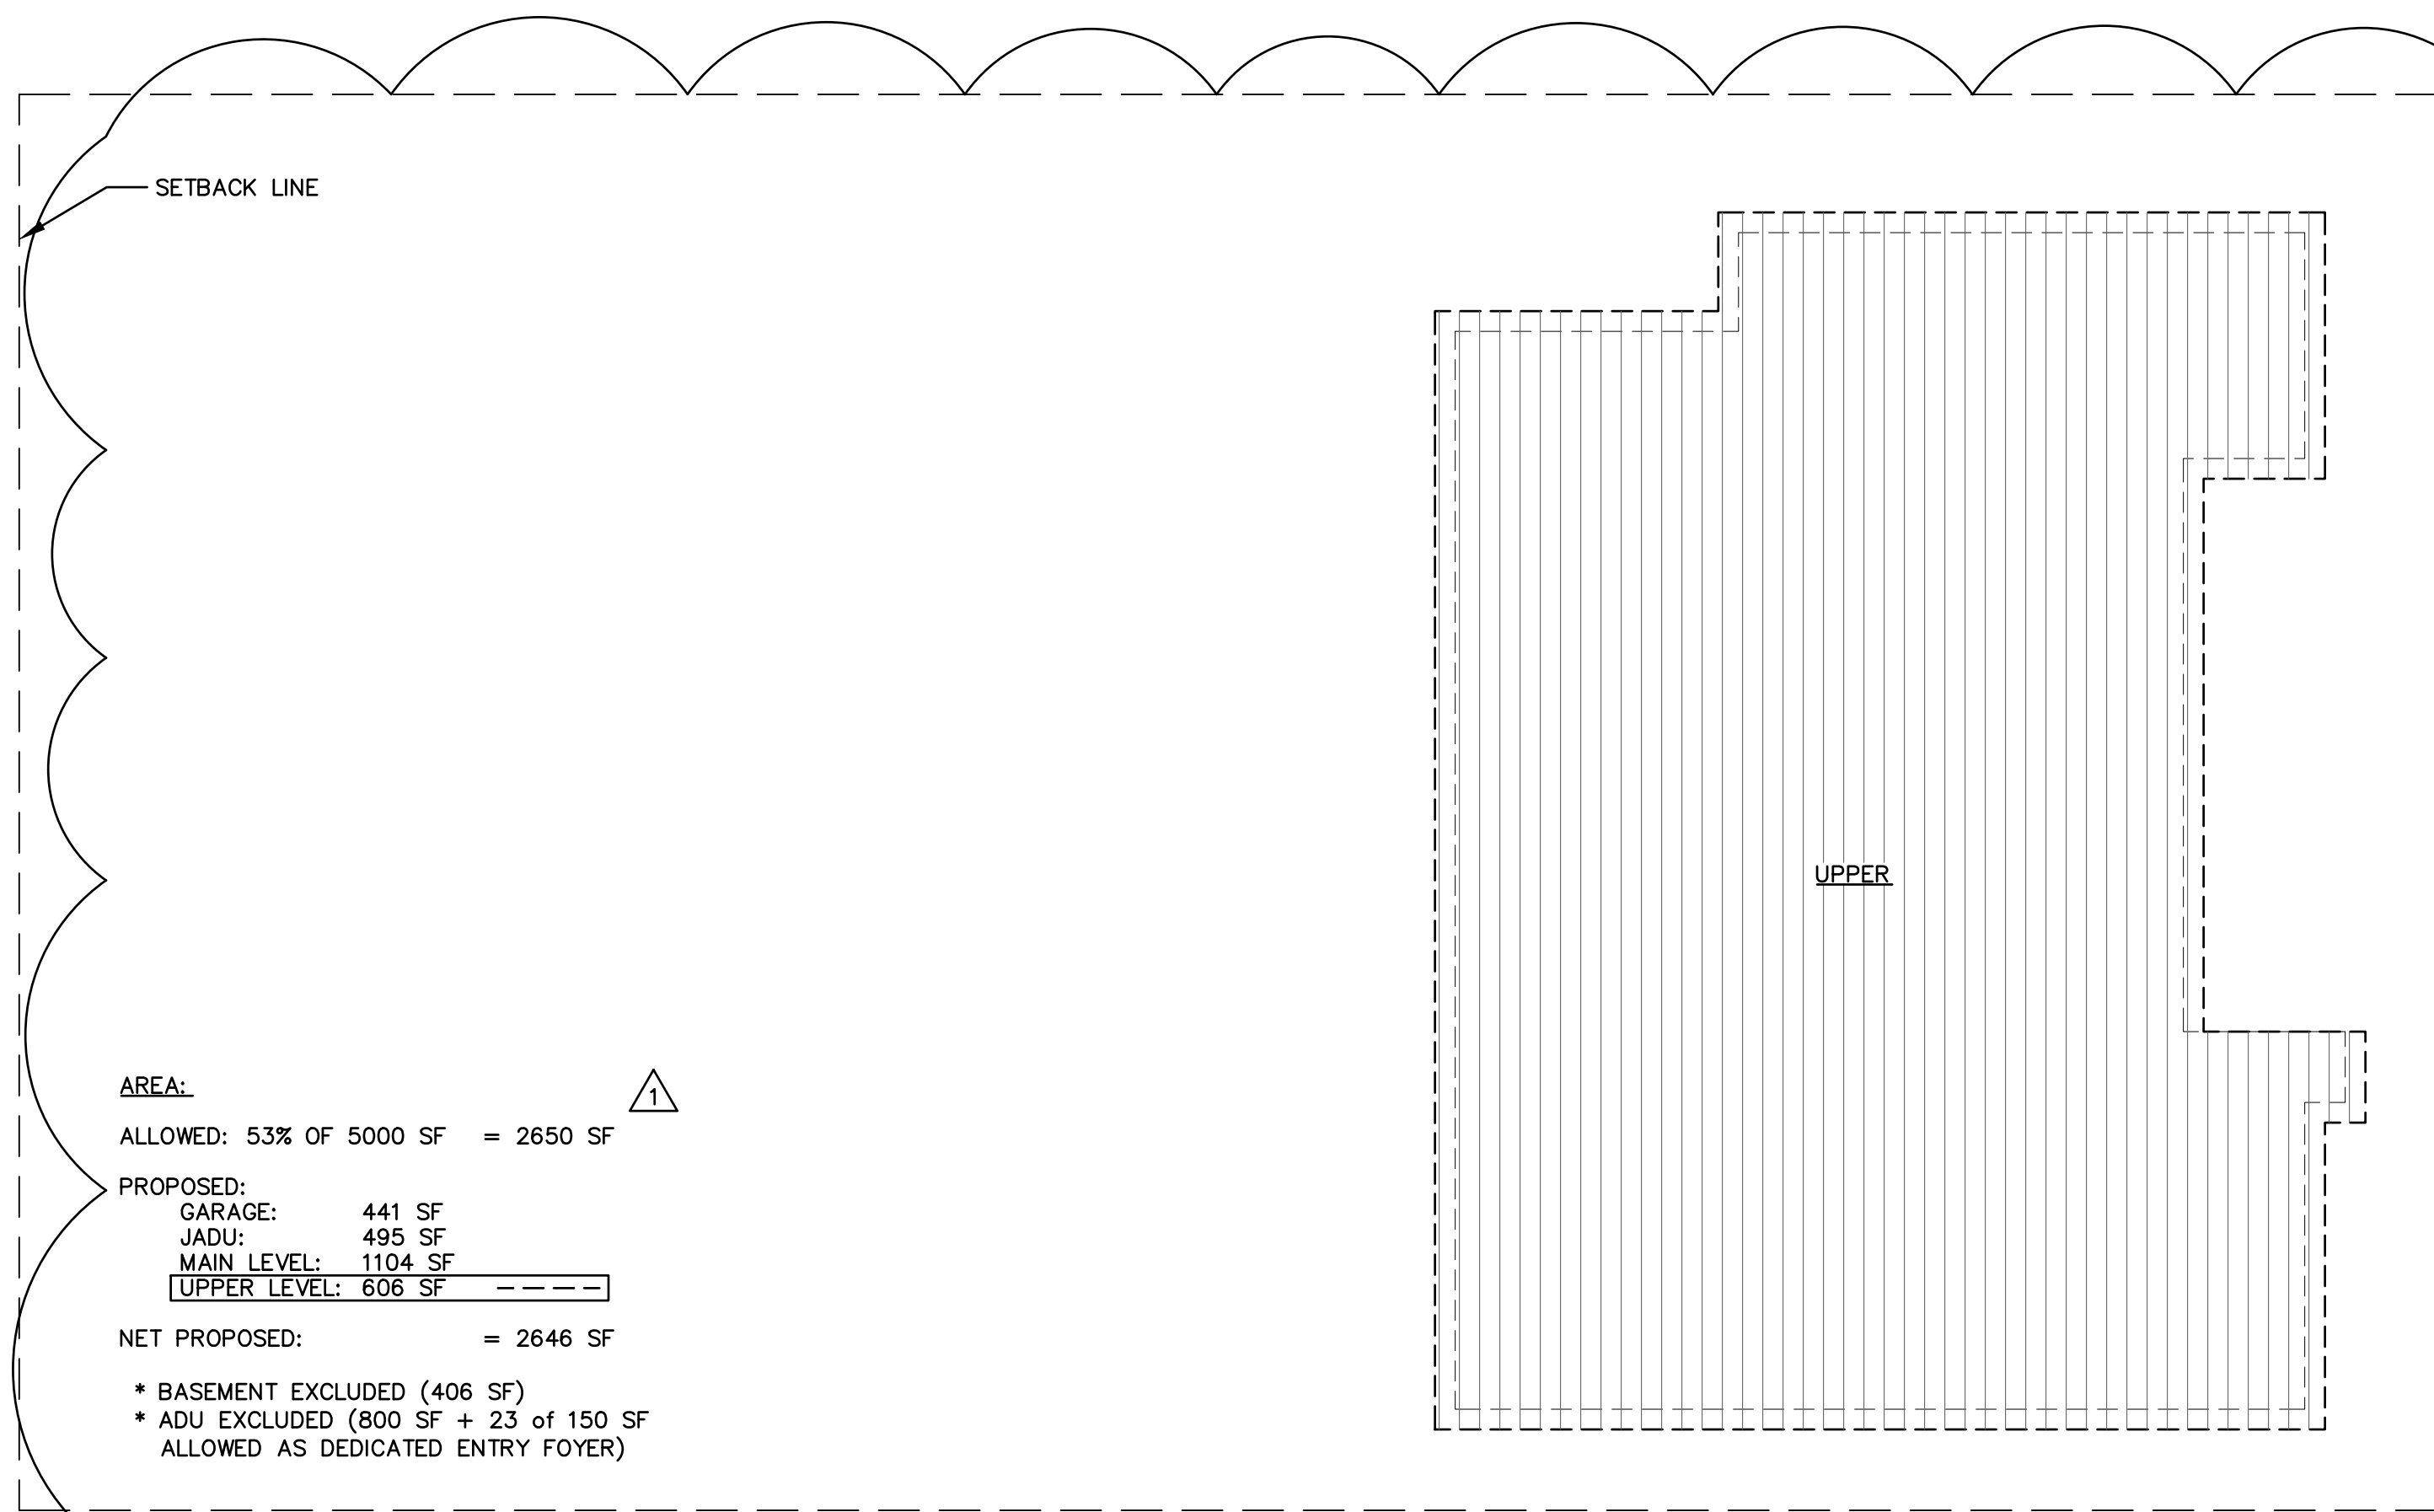 SETBACK LINE
UPPER
AREA:
1
ALLOWED: 53% OF 5000 SF = 2650 SF
PROPOSED:
GARAGE: 441 SF
JADU: 495 SF
MAIN LEVEL: 1104 SF
UPPER LEVEL: 606 SF
NET PROPOSED: = 2646 SF
* BASEMENT EXCLUDED (406 SF)
* ADU EXCLUDED (800 SF + 23 of 150 SF
ALLOWED AS DEDICATED ENTRY FOYER)